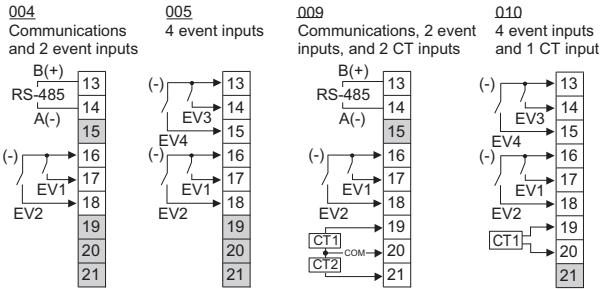 004
Communications
and 2 event inputs
B(+)
RS-485
A(-)
(-)
EV1
EV2
13
14
15
16
17
18
19
20
21
005
4 event inputs
(-)
EV3
EV4
(-)
EV1
EV2
13
14
15
16
17
18
19
20
21
009
Communications, 2 event
inputs, and 2 CT inputs
B(+)
RS-485
A(-)
(-)
EV1
EV2
CT1
COM
CT2
13
14
15
16
17
18
19
20
21
010
4 event inputs
and 1 CT input
(-)
EV3
EV4
(-)
EV1
EV2
CT1
13
14
15
16
17
18
19
20
21